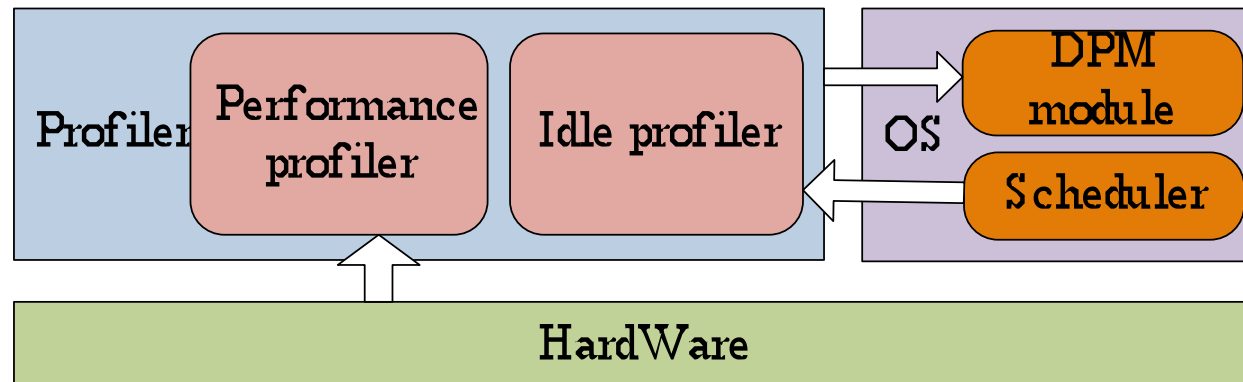 Profiler
Performance
profiler
Idle profiler
OS
DPM
module
Scheduler
HardWare